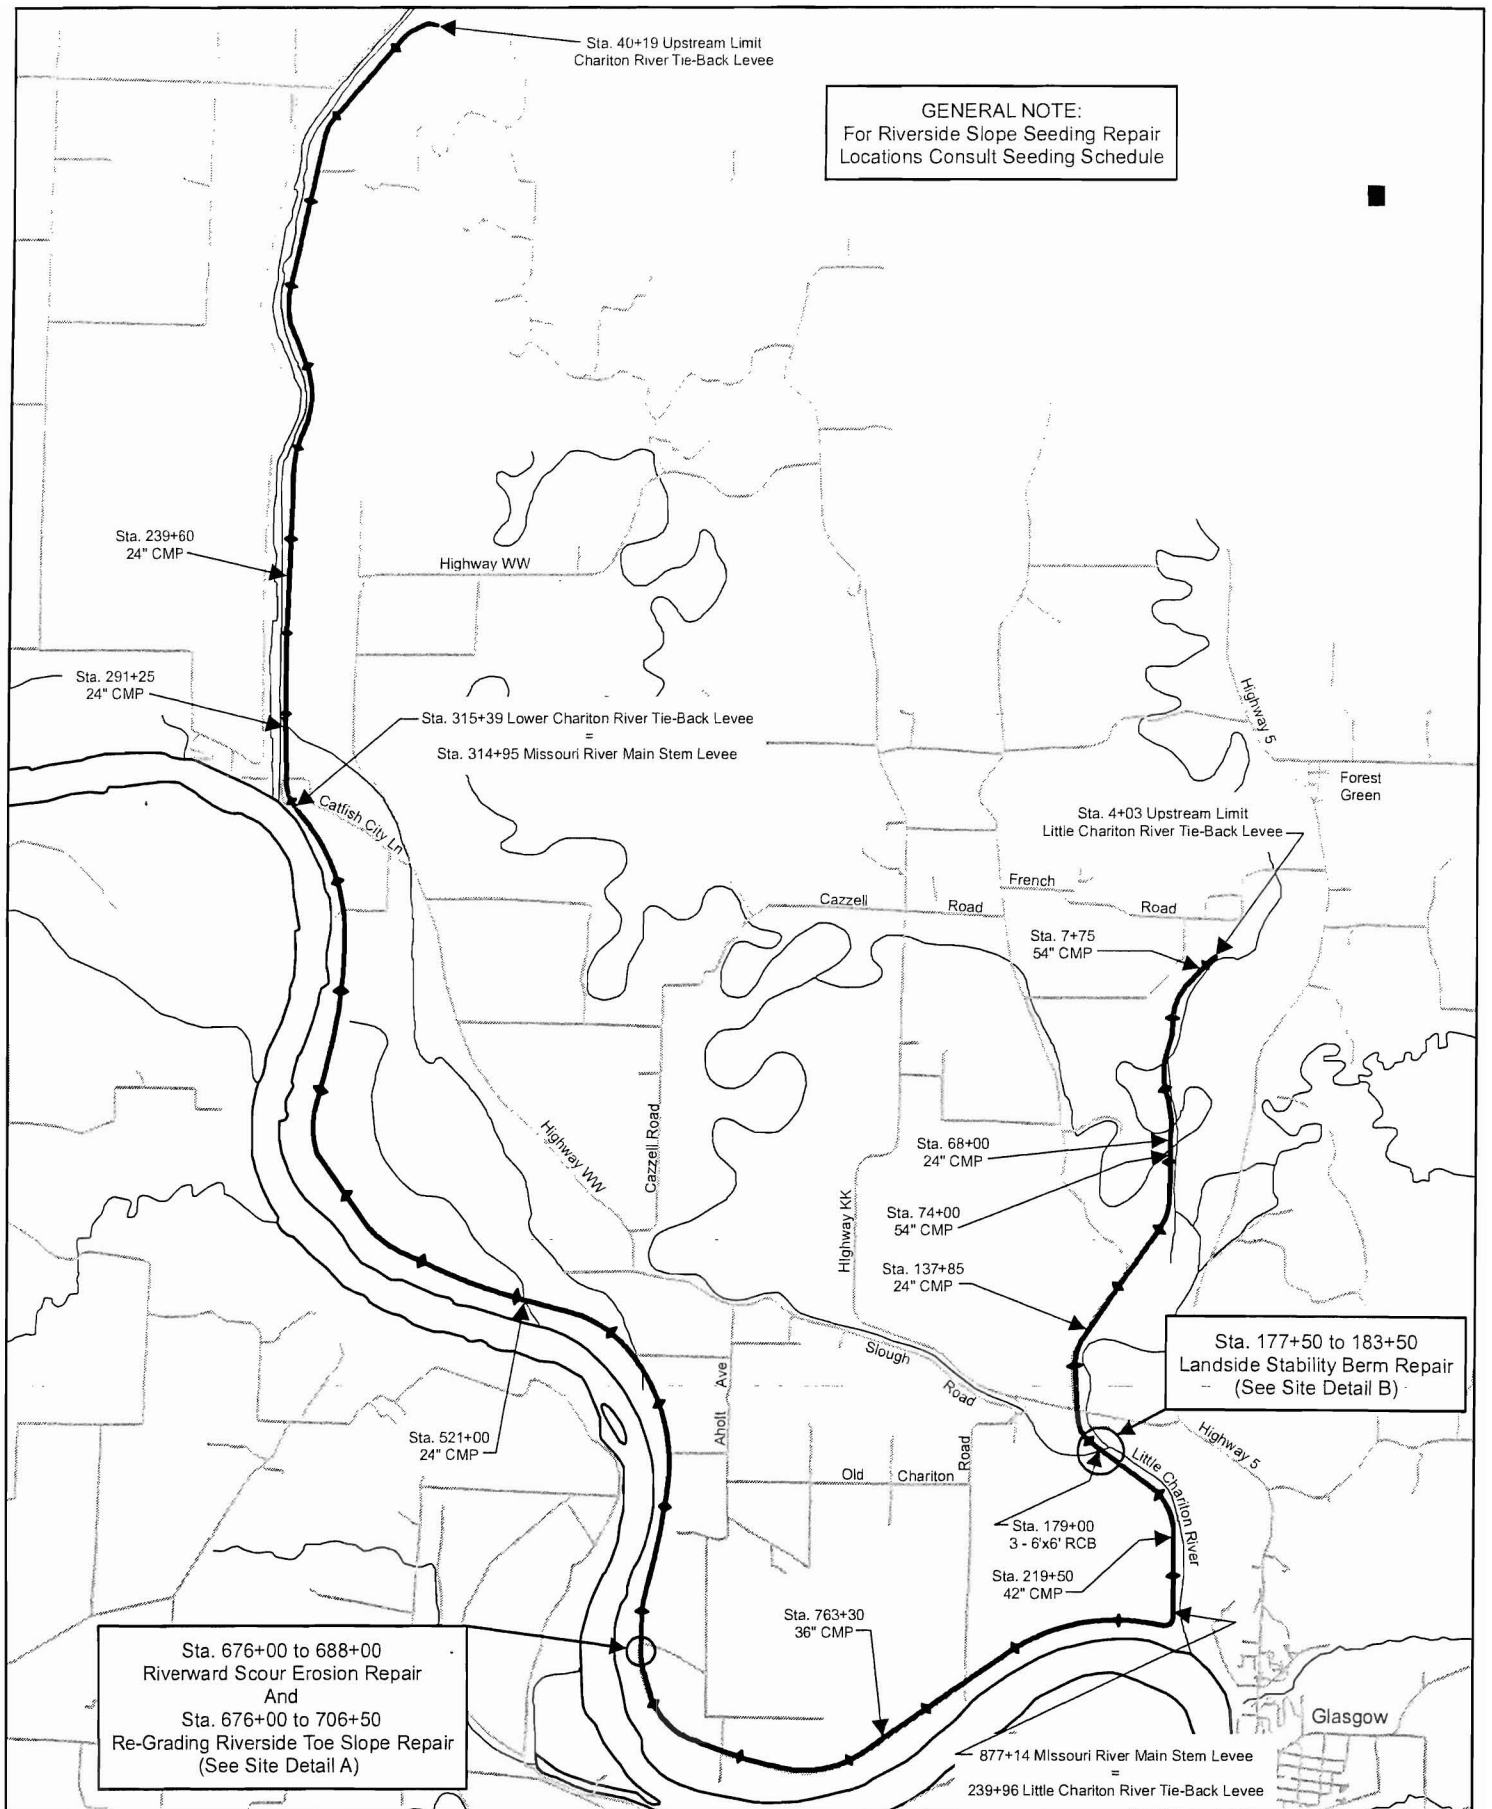 Sta. 40+19 Upstream Limit
Chariton River Tie-Back Levee
GENERAL NOTE:
For Riverside Slope Seeding Repair
Locations Consult Seeding Schedule
Sta. 239+60
24" CMP
Highway WW
Sta. 291+25
24" CMP
Sta. 315+39 Lower Chariton River Tie-Back Levee
=
Sta. 314+95 Missouri River Main Stem Levee
Highway 5
Forest
Green
Catfish City Ln
Sta. 4+03 Upstream Limit
Little Chariton River Tie-Back Levee
French
Road
Cazzell
Road
Sta. 7+75
54" CMP
Highway WW
Cazzell Road
Sta. 68+00
24" CMP
Highway KK
Sta. 74+00
54" CMP
Sta. 137+85
24" CMP
Sta. 177+50 to 183+50
Landside Stability Berm Repair
(See Site Detail B)
Slough
Road
Aholt Ave
Sta. 521+00
24" CMP
Highway 5
Old Chariton Road
Little Chariton River
Sta. 179+00
3 - 6'x6' RCB
Sta. 219+50
42" CMP
Sta. 763+30
36" CMP
Sta. 676+00 to 688+00
Riverward Scour Erosion Repair
And
Sta. 676+00 to 706+50
Re-Grading Riverside Toe Slope Repair
(See Site Detail A)
Glasgow
877+14 Missouri River Main Stem Levee
=
239+96 Little Chariton River Tie-Back Levee